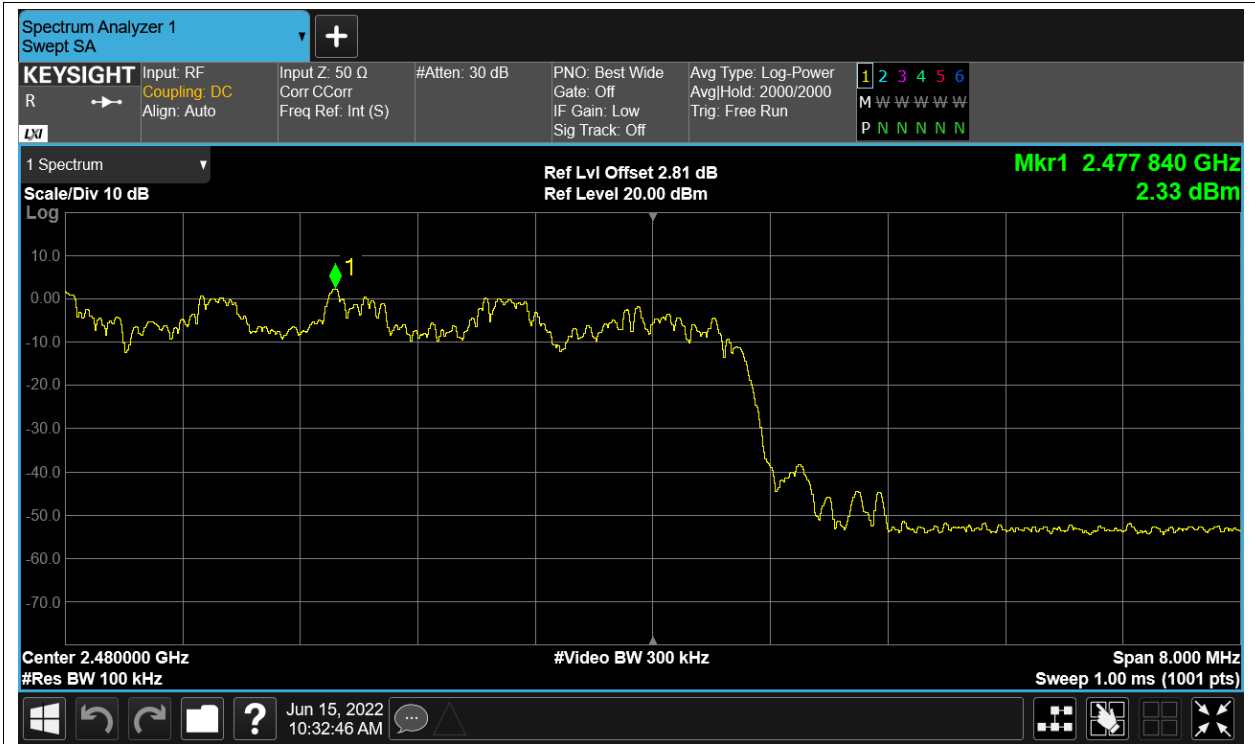 Spectrum Analyzer 1
Swept SA
KEYSIGHT
R
LXI
Input: RF
Coupling: DC
Align: Auto
Input Z: 50 Ω
Corr CCorr
Freq Ref: Int (S)
#Atten: 30 dB
PNO: Best Wide
Gate: Off
IF Gain: Low
Sig Track: Off
Avg Type: Log-Power
Avg|Hold: 2000/2000
Trig: Free Run
1 2 3 4 5 6
M W W W W W
P N N N N N
1 Spectrum
Scale/Div 10 dB
Log
Ref Lvl Offset 2.81 dB
Ref Level 20.00 dBm
Mkr1 2.477 840 GHz
2.33 dBm
1
10.0
0.00
-10.0
-20.0
-30.0
-40.0
-50.0
-60.0
-70.0
Center 2.480000 GHz
#Res BW 100 kHz
#Video BW 300 kHz
Span 8.000 MHz
Sweep 1.00 ms (1001 pts)
?
Jun 15, 2022
10:32:46 AM